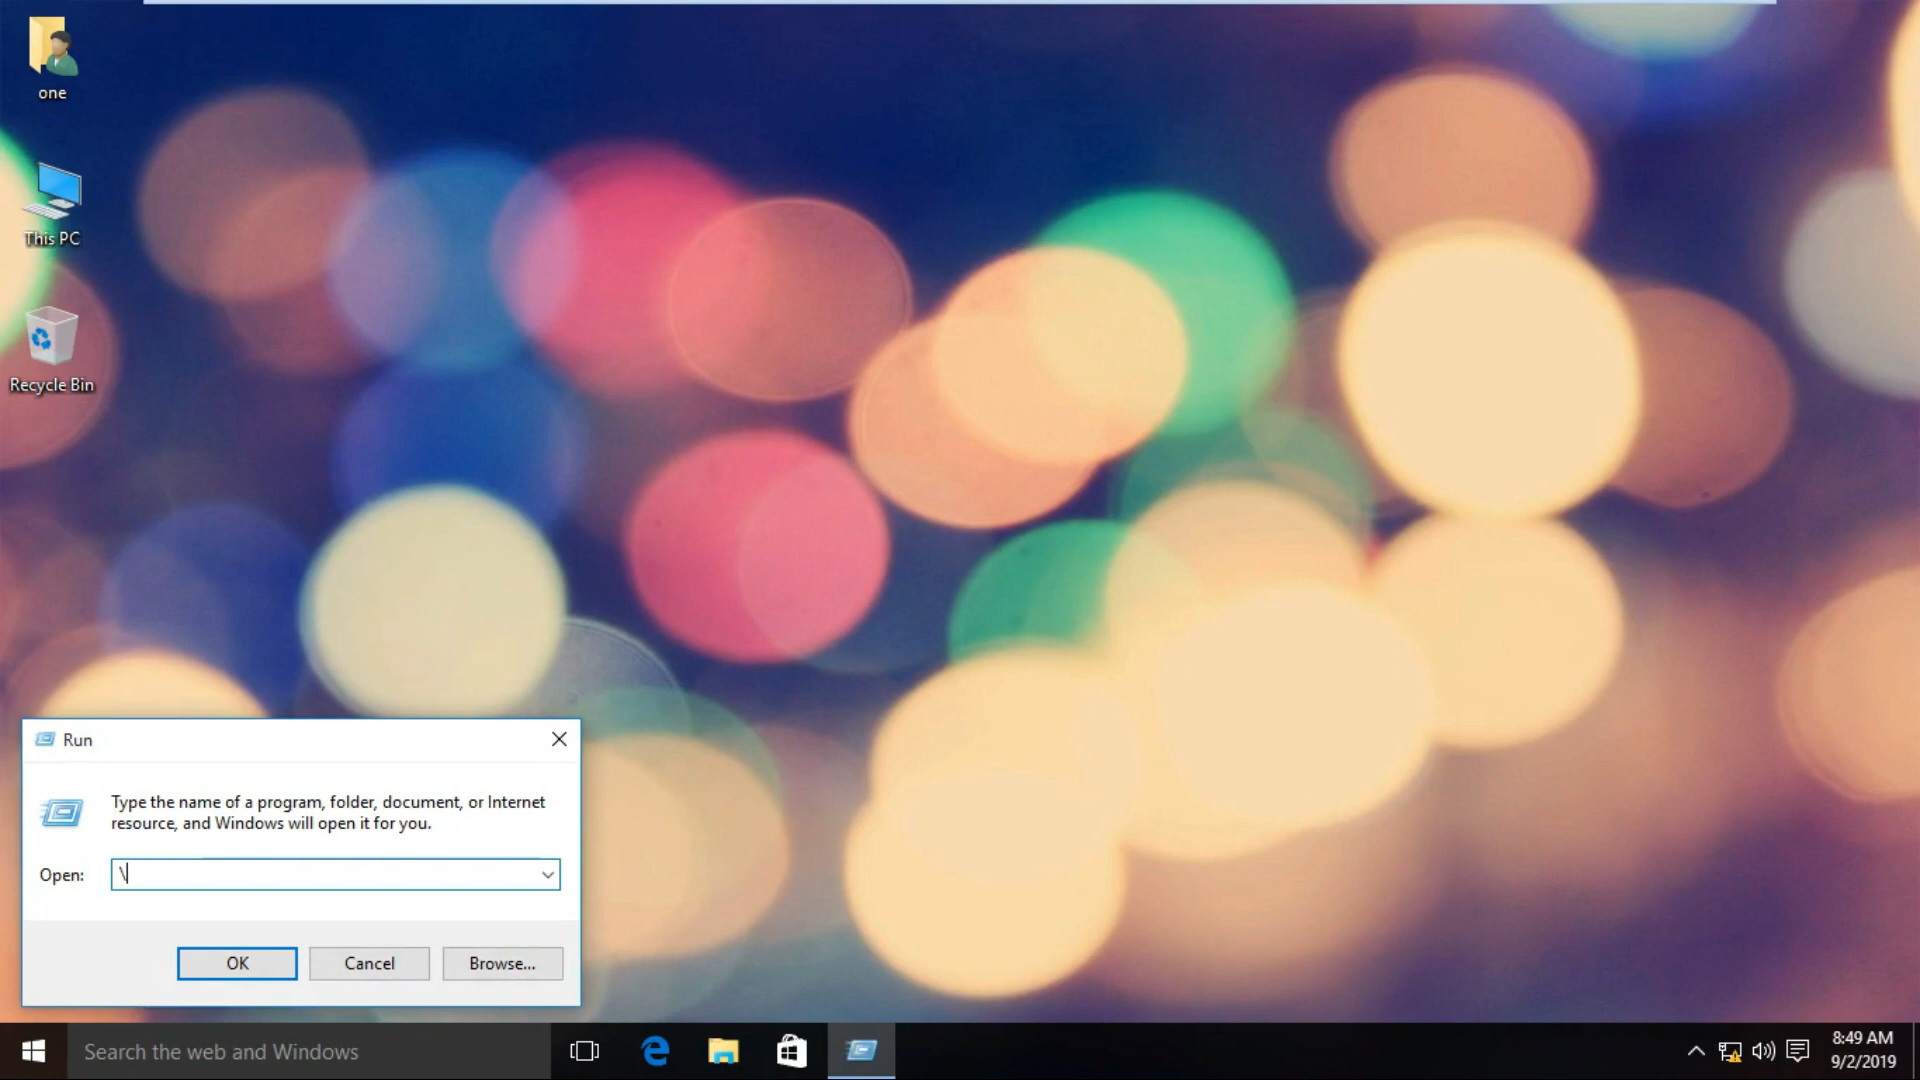 one
This PC
Recycle Bin
Run
Type the name of a program, folder, document, or Internet
resource, and Windows will open it for you.
Open: \
OK Cancel Browse...
Search the web and Windows
8:49 AM
9/2/2019